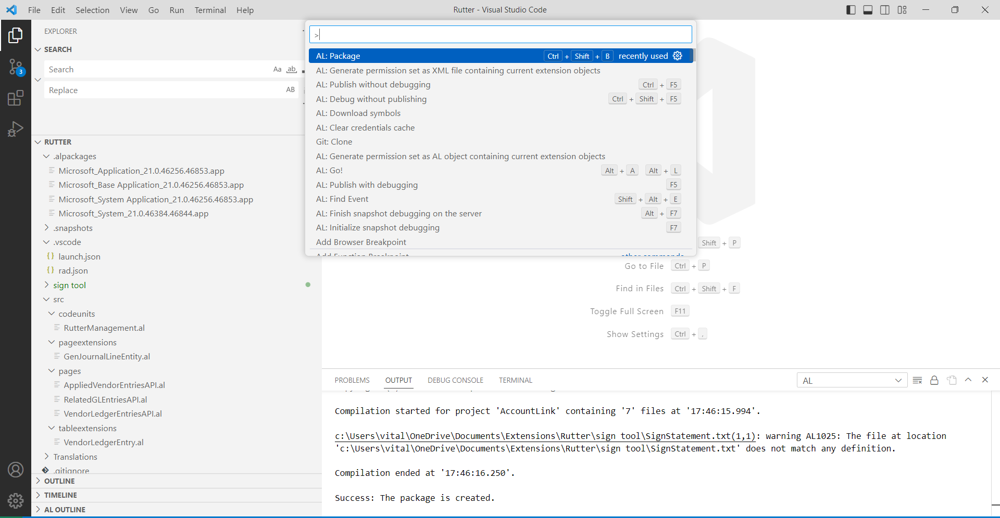 File Edit Selection View Go Run Terminal Help
Rutter - Visual Studio Code
EXPLORER
SEARCH
Search
Aa ab
Replace
AB
3
RUTTER
.alpackages
Microsoft_Application_21.0.46256.46853.app
Microsoft_Base Application_21.0.46256.46853.app
Microsoft_System Application_21.0.46256.46853.app
Microsoft_System_21.0.46384.46844.app
.snapshots
.vscode
{} launch.json
{} rad.json
sign tool
src
codeunits
RutterManagement.al
pageextensions
GenJournalLineEntity.al
pages
AppliedVendorEntriesAPI.al
RelatedGLEntriesAPI.al
VendorLedgerEntriesAPI.al
tableextensions
VendorLedgerEntry.al
Translations
.gitignore
OUTLINE
TIMELINE
AL OUTLINE
>
AL: Package Ctrl + Shift + B recently used
AL: Generate permission set as XML file containing current extension objects
AL: Publish without debugging Ctrl + F5
AL: Debug without publishing Ctrl + Shift + F5
AL: Download symbols
AL: Clear credentials cache
Git: Clone
AL: Generate permission set as AL object containing current extension objects
AL: Go! Alt + A Alt + L
AL: Publish with debugging F5
AL: Find Event Shift + Alt + E
AL: Finish snapshot debugging on the server Alt + F7
AL: Initialize snapshot debugging F7
Add Browser Breakpoint
Add Function Breakpoint other commands
Shift + P
Go to File Ctrl + P
Find in Files Ctrl + Shift + F
Toggle Full Screen F11
Show Settings Ctrl + ,
PROBLEMS OUTPUT DEBUG CONSOLE TERMINAL
AL
Compilation started for project 'AccountLink' containing '7' files at '17:46:15.994'.
c:\Users\vital\OneDrive\Documents\Extensions\Rutter\sign tool\SignStatement.txt(1,1): warning AL1025: The file at location
'c:\Users\vital\OneDrive\Documents\Extensions\Rutter\sign tool\SignStatement.txt' does not match any definition.
Compilation ended at '17:46:16.250'.
Success: The package is created.